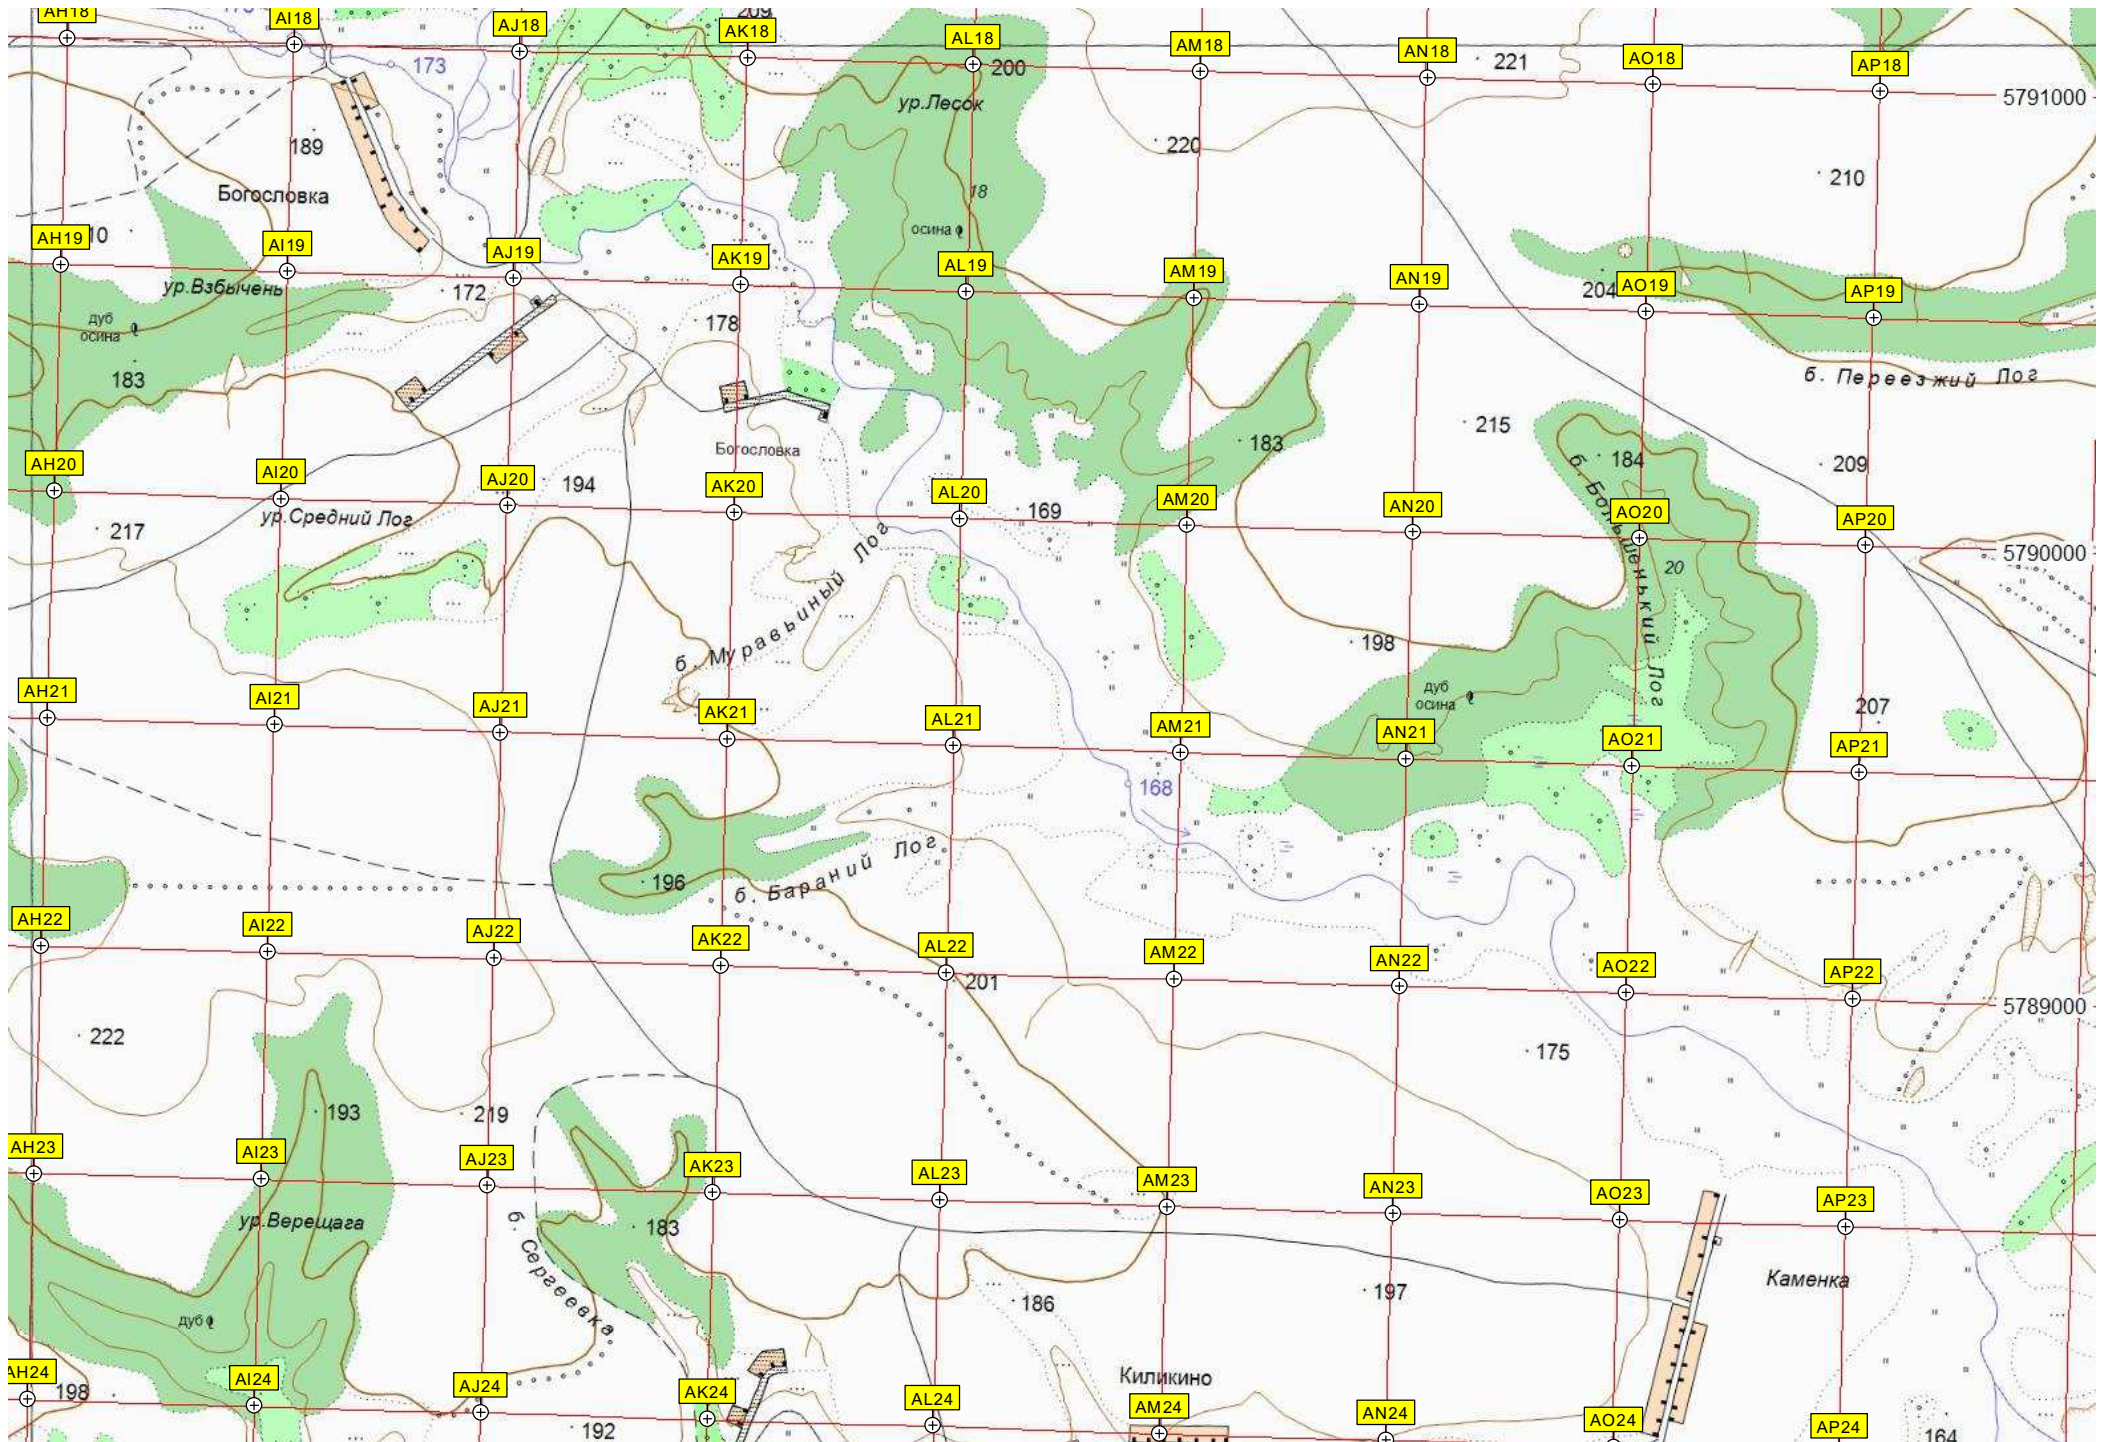 AH18
AI18
AJ18
209
AK18
AL18
AM18
AN18
AO18
AP18
173
200
221
5791000
ур.Лесок
189
220
210
Богословка
18
осина
10
AH19
AI19
AJ19
AK19
AL19
AM19
AN19
AO19
AP19
ур.Взбычень
172
204
дуб
осина
178
183
б. Переезжий Лог
215
183
Богословка
184
209
AH20
AI20
AJ20
AK20
AL20
AM20
AN20
AO20
AP20
194
169
217
ур.Средний Лог
5790000
б. Большенький Лог
20
б. Муравьиный Лог
198
дуб
осина
207
AH21
AI21
AJ21
AK21
AL21
AM21
AN21
AO21
AP21
168
б. Бараний Лог
196
AH22
AI22
AJ22
AK22
AL22
AM22
AN22
AO22
AP22
201
5789000
222
175
193
219
AH23
AI23
AJ23
AK23
AL23
AM23
AN23
AO23
AP23
ур.Верещага
183
б. Сергеевка
Каменка
197
186
дуб
Киликино
AH24
AI24
AJ24
AK24
AL24
AM24
AN24
AO24
AP24
198
192
164